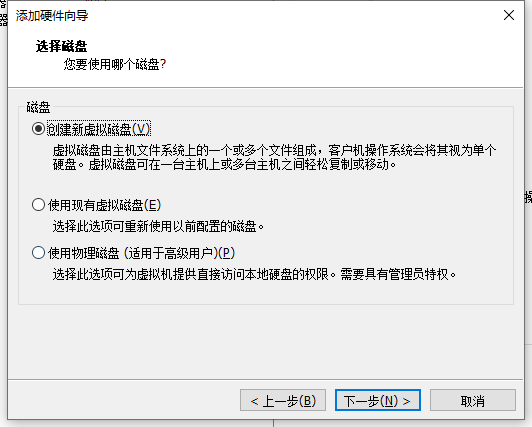 添加硬件向导
选择磁盘
您要使用哪个磁盘?
磁盘
创建新虚拟磁盘(V)
虚拟磁盘由主机文件系统上的一个或多个文件组成，客户机操作系统会将其视为单个
硬盘。虚拟磁盘可在一台主机上或多台主机之间轻松复制或移动。
使用现有虚拟磁盘(E)
选择此选项可重新使用以前配置的磁盘。
使用物理磁盘 (适用于高级用户)(P)
选择此选项可为虚拟机提供直接访问本地硬盘的权限。需要具有管理员特权。
< 上一步(B)
下一步(N) >
取消